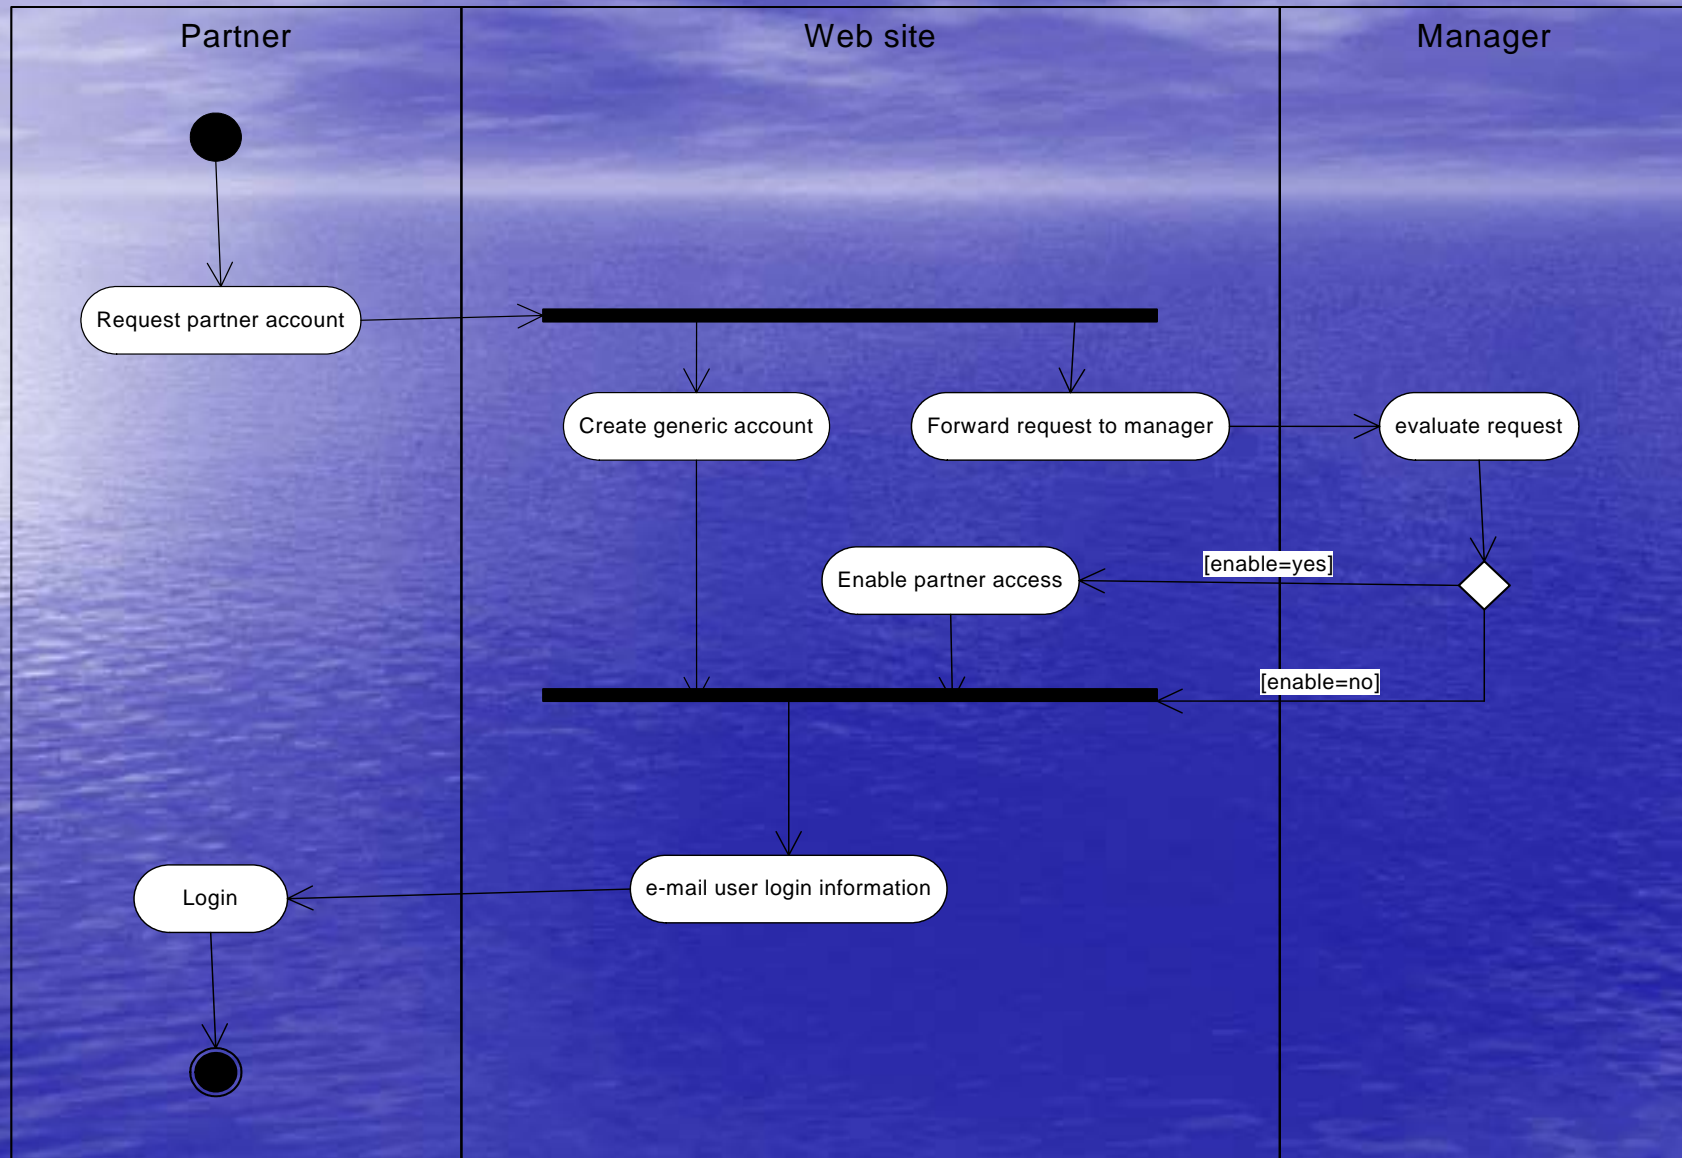 Partner
Web site
Manager
Request partner account
Create generic account
Forward request to manager
evaluate request
[enable=yes]
Enable partner access
[enable=no]
e-mail user login information
Login